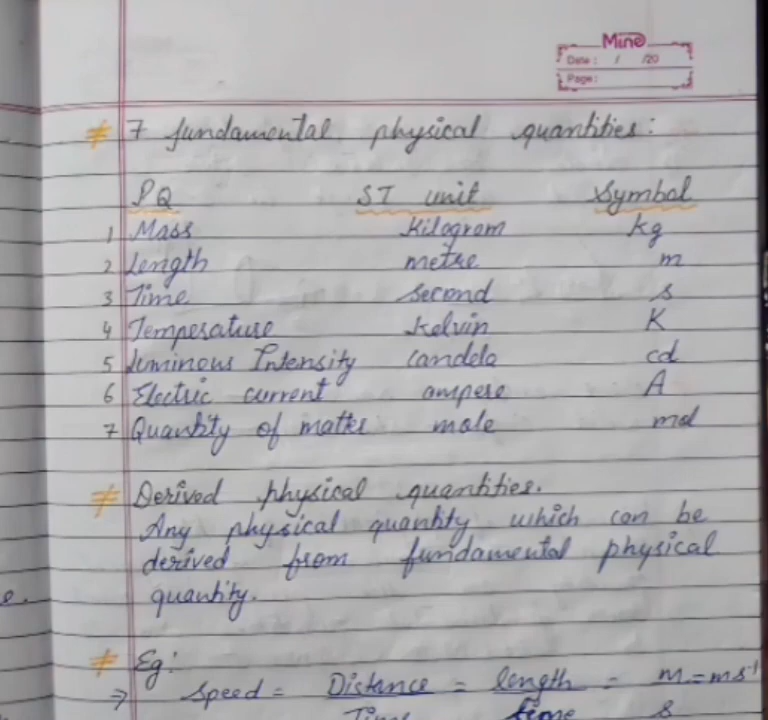 Mine
Date : / /20
Page :
7 fundamental physical quantities :
PQ SI unit Symbol
1 Mass kilogram kg
2 Length metre m
3 Time second s
4 Temperature kelvin K
5 Luminous Intensity candela cd
6 Electric current ampere A
7 Quantity of matter mole mol
Derived physical quantities.
Any physical quantity which can be
derived from fundamental physical
quantity.
e.
Eg:
⇒ Speed = Distance = length = m = ms⁻¹
Time time s